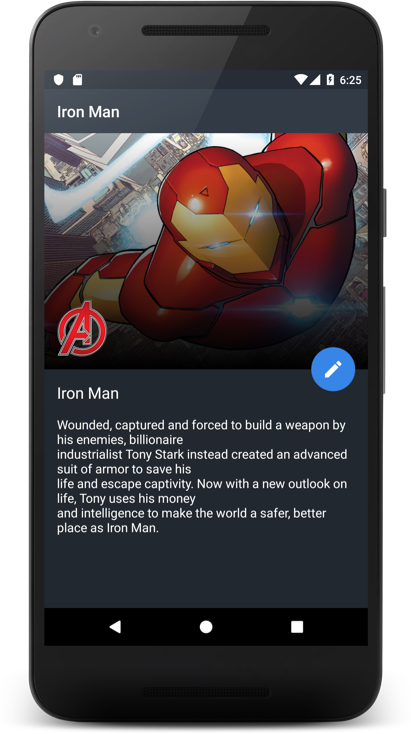 6:25
Iron Man
Iron Man
Wounded, captured and forced to build a weapon by
his enemies, billionaire
industrialist Tony Stark instead created an advanced
suit of armor to save his
life and escape captivity. Now with a new outlook on
life, Tony uses his money
and intelligence to make the world a safer, better
place as Iron Man.